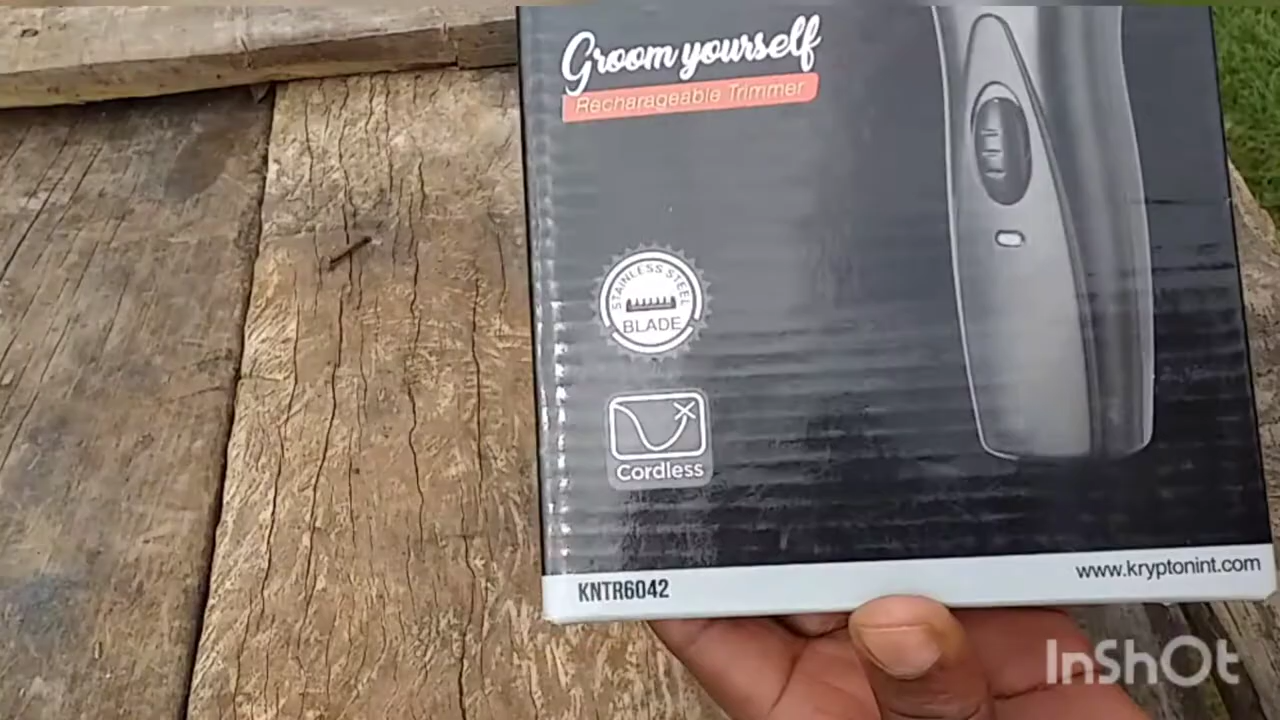 Groom yourself
Recharageable Trimmer
STAINLESS STEEL
BLADE
Cordless
KNTR6042
www.kryptonint.com
InShOt